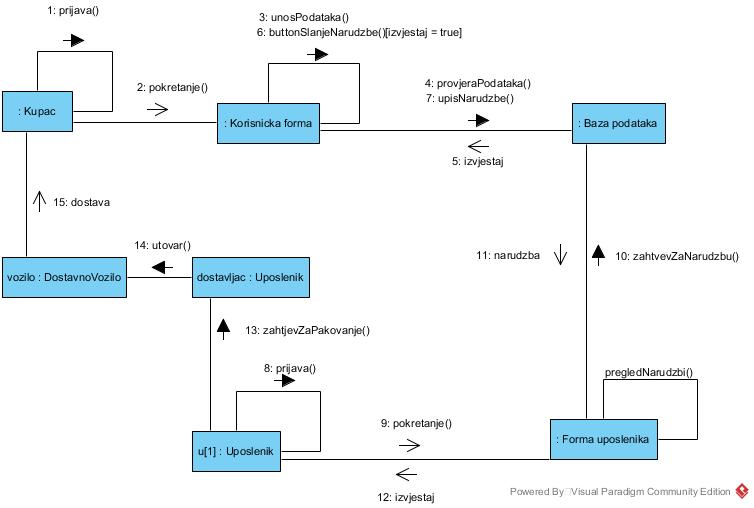 1: prijava()
3: unosPodataka()
6: buttonSlanjeNarudzbe()[izvjestaj = true]
2: pokretanje()
4: provjeraPodataka()
7: upisNarudzbe()
: Kupac
: Korisnicka forma
: Baza podataka
5: izvjestaj
15: dostava
14: utovar()
11: narudzba
10: zahtvevZaNarudzbu()
vozilo : DostavnoVozilo
dostavljac : Uposlenik
13: zahtjevZaPakovanje()
8: prijava()
pregledNarudzbi()
9: pokretanje()
: Forma uposlenika
u[1] : Uposlenik
12: izvjestaj
Powered By Visual Paradigm Community Edition